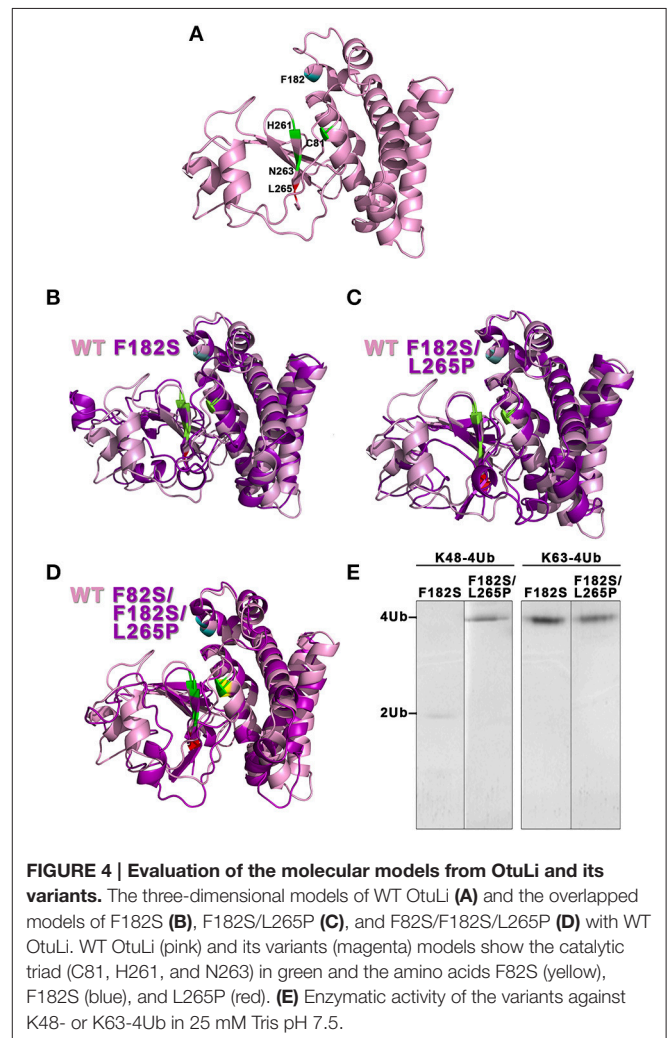 A
F182
H261
C81
N263
L265
B
WT F182S
C
WT F182S/
L265P
D
WT F82S/
F182S/
L265P
E
K48-4Ub K63-4Ub
F182S F182S/
L265P F182S F182S/
L265P
4Ub
2Ub
FIGURE 4 | Evaluation of the molecular models from OtuLi and its
variants. The three-dimensional models of WT OtuLi (A) and the overlapped
models of F182S (B), F182S/L265P (C), and F82S/F182S/L265P (D) with WT
OtuLi. WT OtuLi (pink) and its variants (magenta) models show the catalytic
triad (C81, H261, and N263) in green and the amino acids F82S (yellow),
F182S (blue), and L265P (red). (E) Enzymatic activity of the variants against
K48- or K63-4Ub in 25 mM Tris pH 7.5.